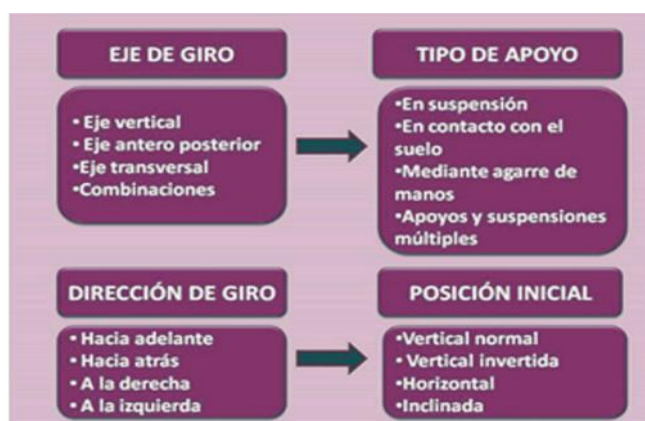 EJE DE GIRO
• Eje vertical
• Eje antero posterior
•Eje transversal
•Combinaciones
TIPO DE APOYO
•En suspensión
•En contacto con el
suelo
•Mediante agarre de
manos
•Apoyos y suspensiones
múltiples
DIRECCIÓN DE GIRO
• Hacia adelante
• Hacia atrás
• A la derecha
• A la izquierda
POSICIÓN INICIAL
•Vertical normal
• Vertical invertida
•Horizontal
•Inclinada